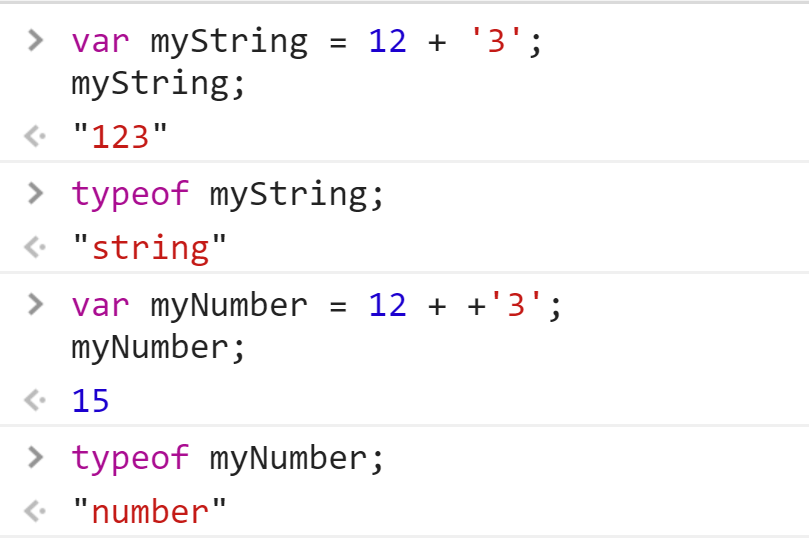 > var myString = 12 + '3';
myString;
<· "123"
> typeof myString;
<· "string"
> var myNumber = 12 + +'3';
myNumber;
<· 15
> typeof myNumber;
<· "number"